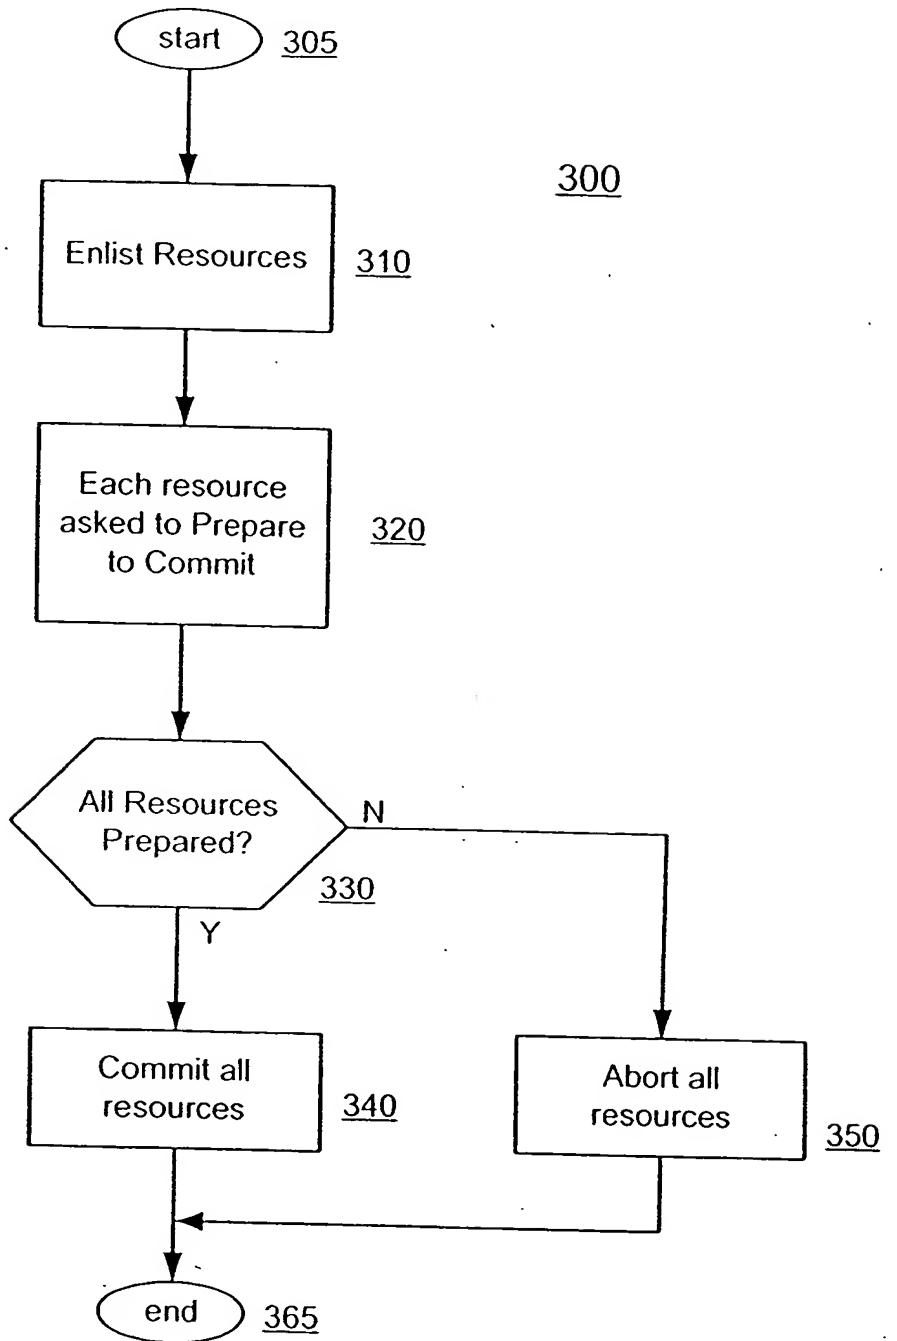 start
305
300
Enlist Resources
310
Each resource
asked to Prepare
to Commit
320
All Resources
Prepared?
N
330
Y
Commit all
resources
340
Abort all
resources
350
end
365